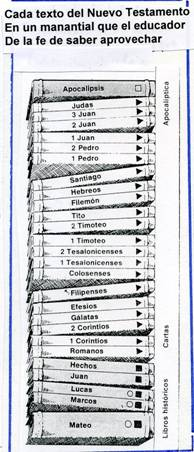 Cada texto del Nuevo Testamento
En un manantial que el educador
De la fe de saber aprovechar
Apocalipsis
Judas
3 Juan
2 Juan
1 Juan
2 Pedro
1 Pedro
Santiago
Hebreos
Filemón
Tito
2 Timoteo
1 Timoteo
2 Tesalonicenses
1 Tesalonicenses
Colosenses
Filipenses
Efesios
Gálatas
2 Corintios
1 Corintios
Romanos
Hechos
Juan
Lucas
Marcos
Mateo
Apocalíptica
Cartas
Libros históricos